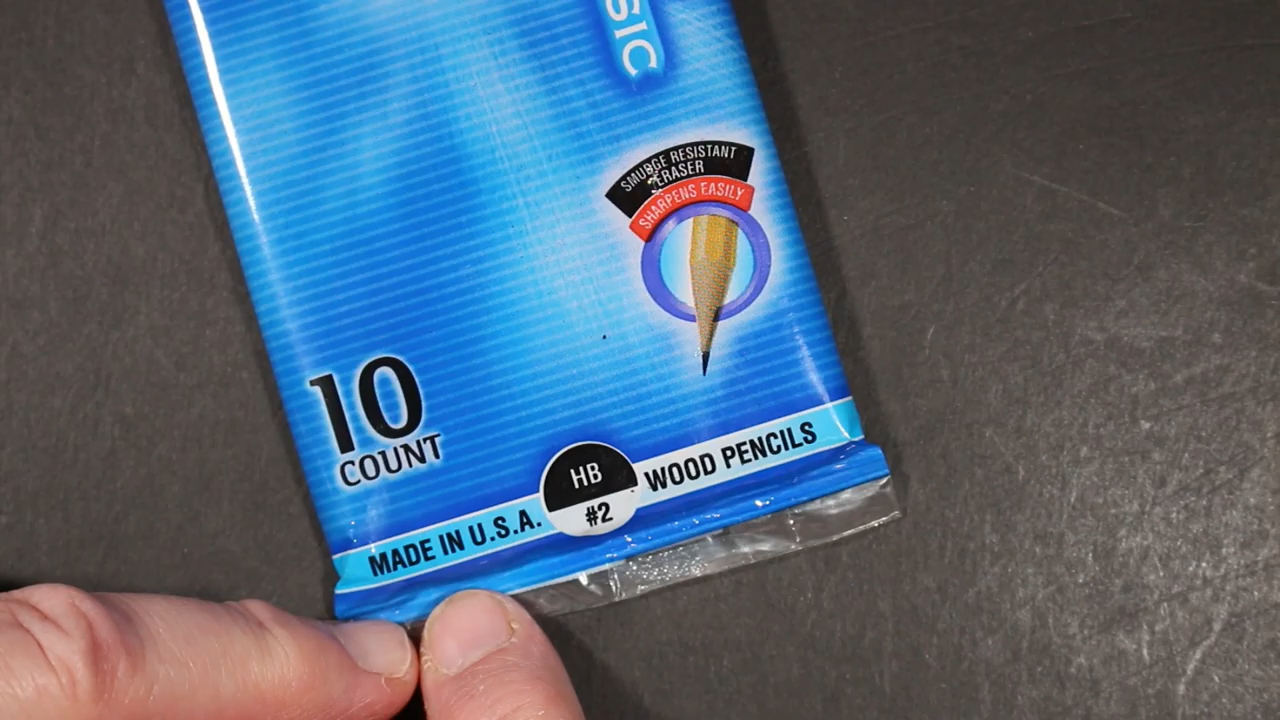 SIC
SMUDGE RESISTANT
ERASER
SHARPENS EASILY
10
COUNT
HB
#2
MADE IN U.S.A.
WOOD PENCILS